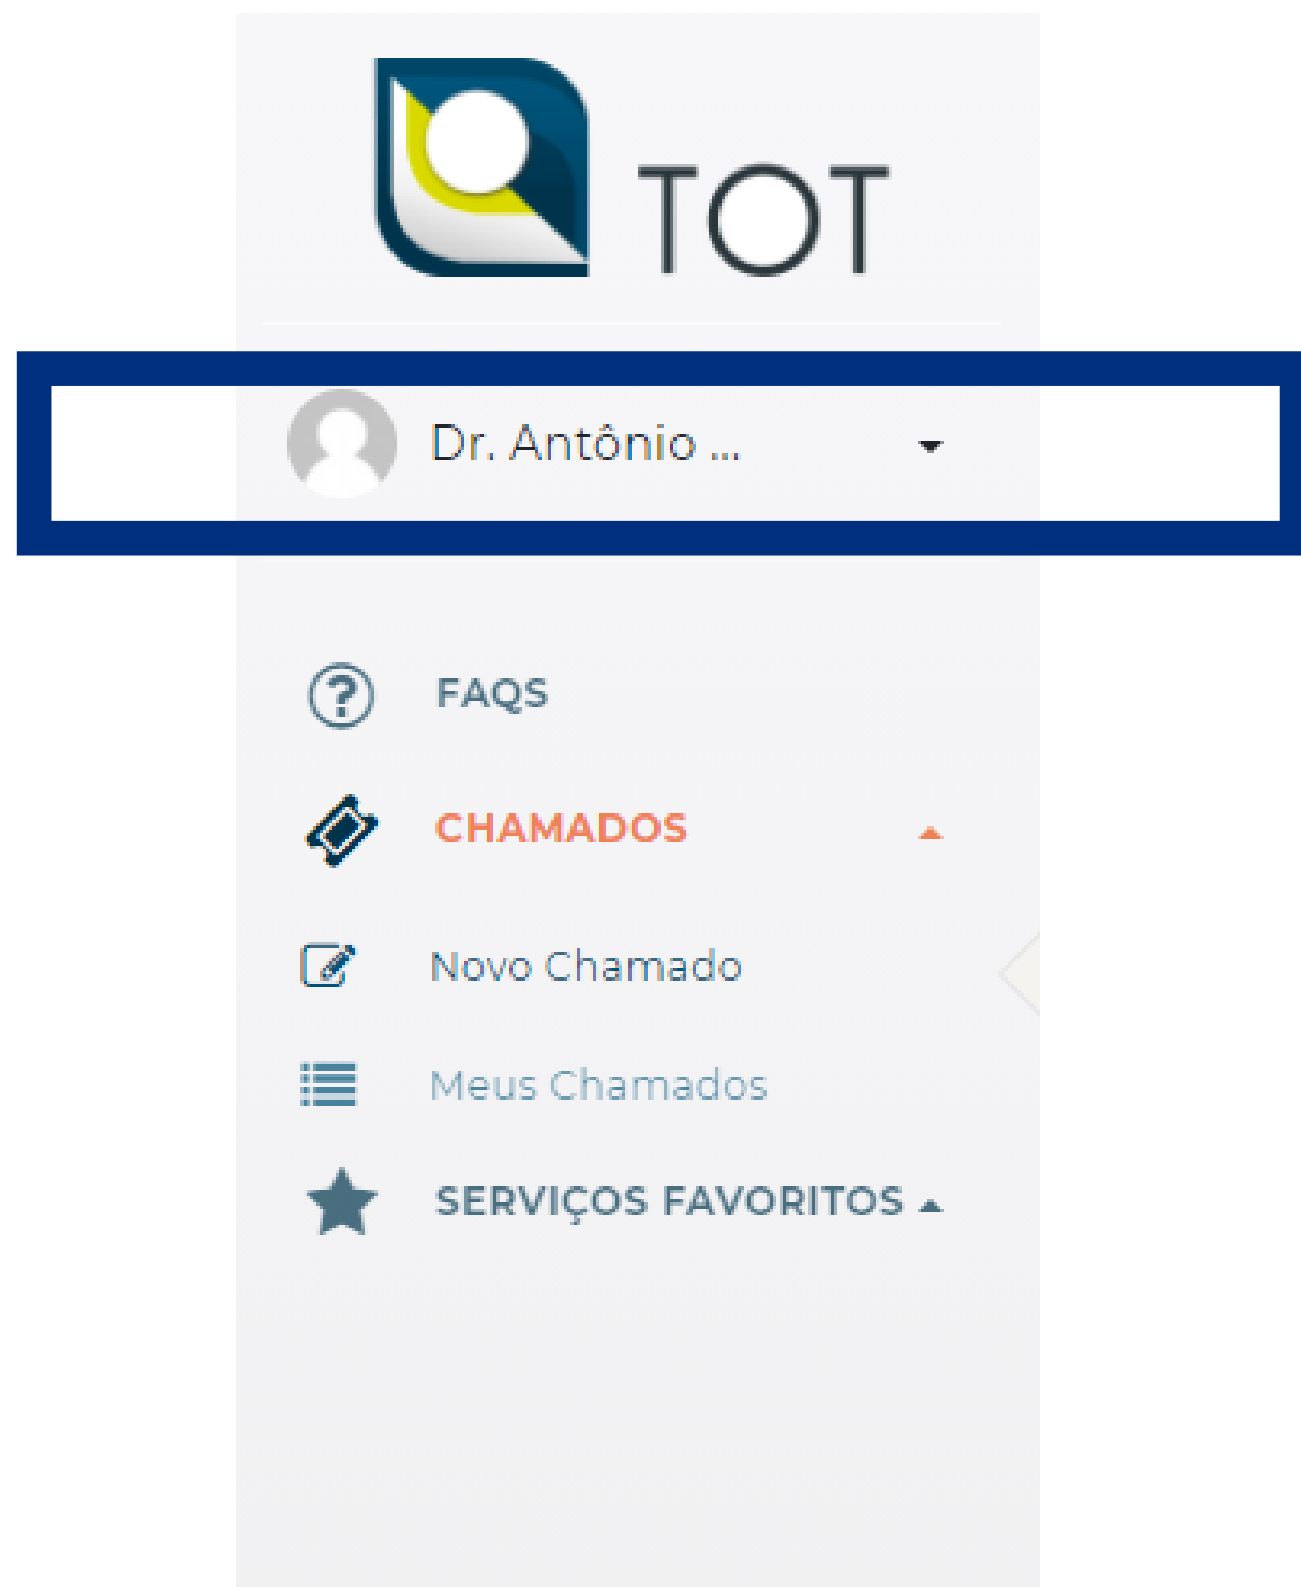 TOT
Dr. Antônio ...
FAQS
CHAMADOS
Novo Chamado
Meus Chamados
SERVIÇOS FAVORITOS